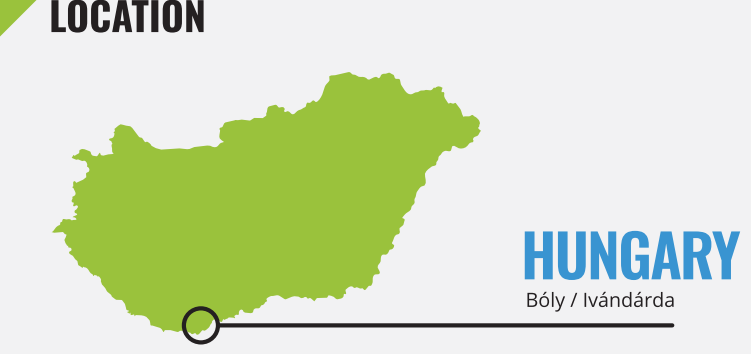 LOCATION
HUNGARY
Bóly / Ivándárda